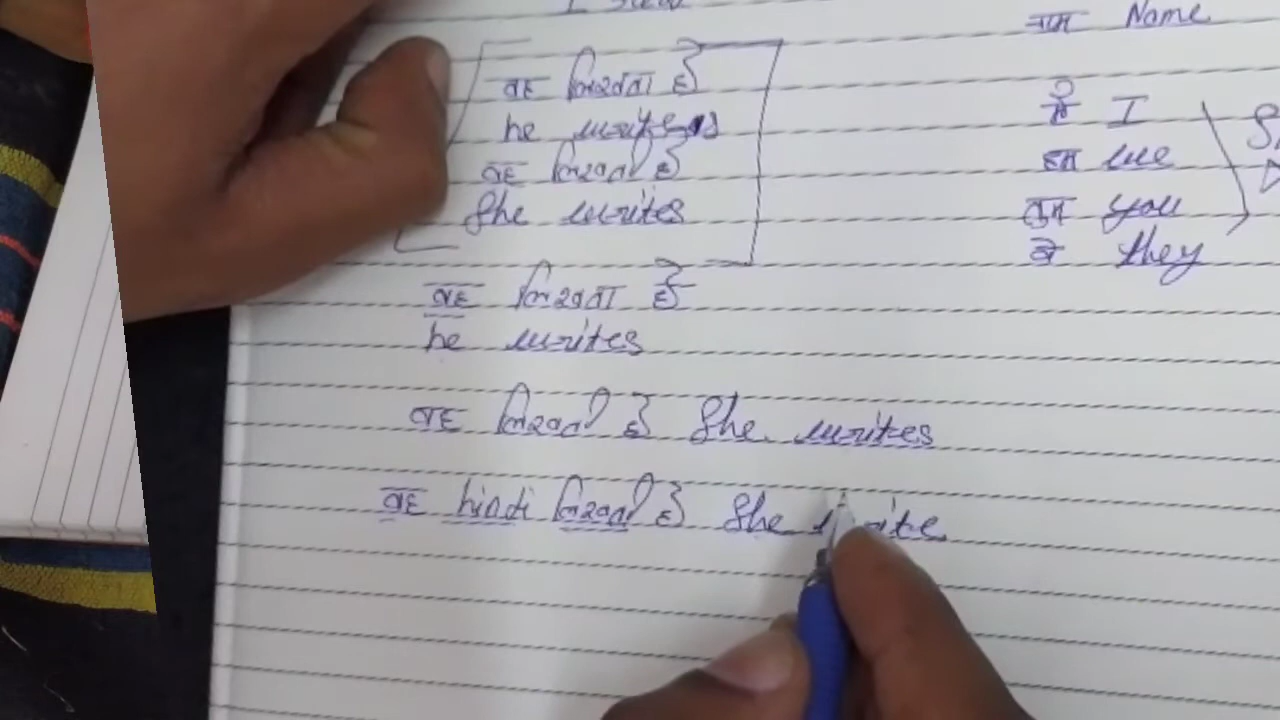 नाम Name
वह लिखता है
he writes
वह लिखती है
She writes
मैं I
हम we
तुम you
वे they
वह लिखता है
he writes
वह लिखती है She writes
वह hindi लिखती है She write